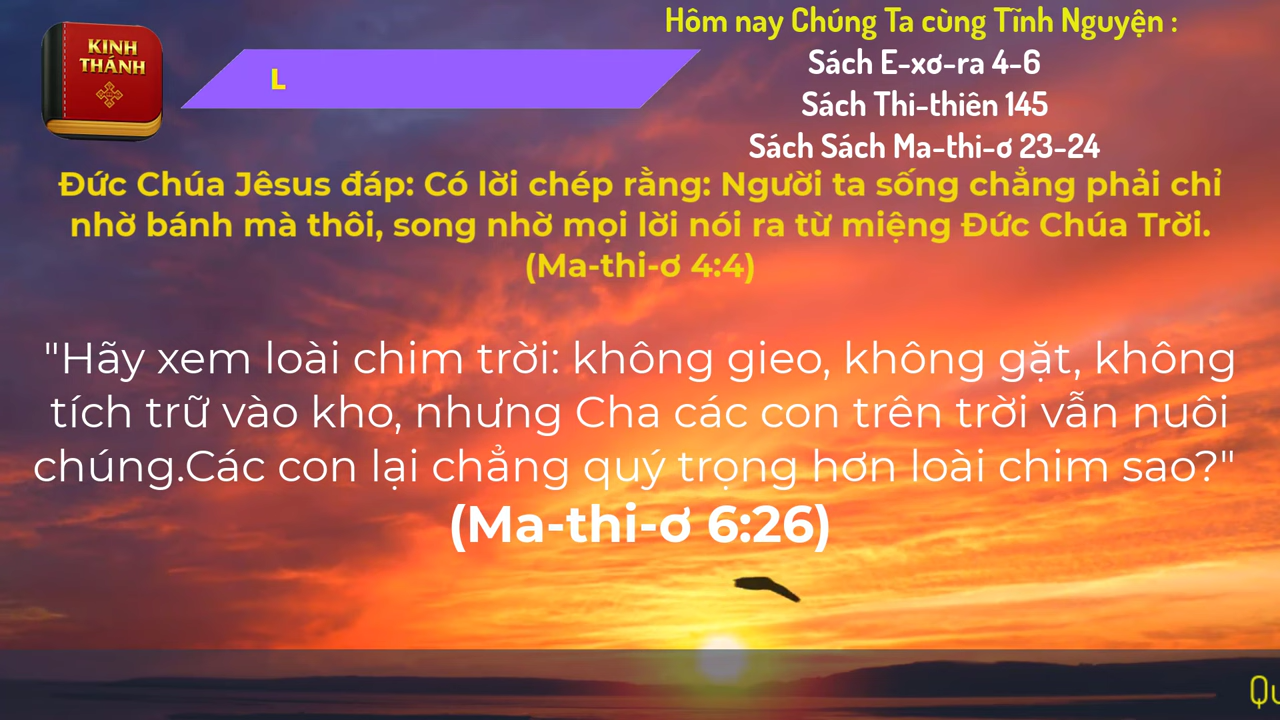 KINH
THÁNH
L
Hôm nay Chúng Ta cùng Tĩnh Nguyện :
Sách E-xơ-ra 4-6
Sách Thi-thiên 145
Sách Sách Ma-thi-ơ 23-24
Đức Chúa Jêsus đáp: Có lời chép rằng: Người ta sống chẳng phải chỉ
nhờ bánh mà thôi, song nhờ mọi lời nói ra từ miệng Đức Chúa Trời.
(Ma-thi-ơ 4:4)
"Hãy xem loài chim trời: không gieo, không gặt, không
tích trữ vào kho, nhưng Cha các con trên trời vẫn nuôi
chúng.Các con lại chẳng quý trọng hơn loài chim sao?"
(Ma-thi-ơ 6:26)